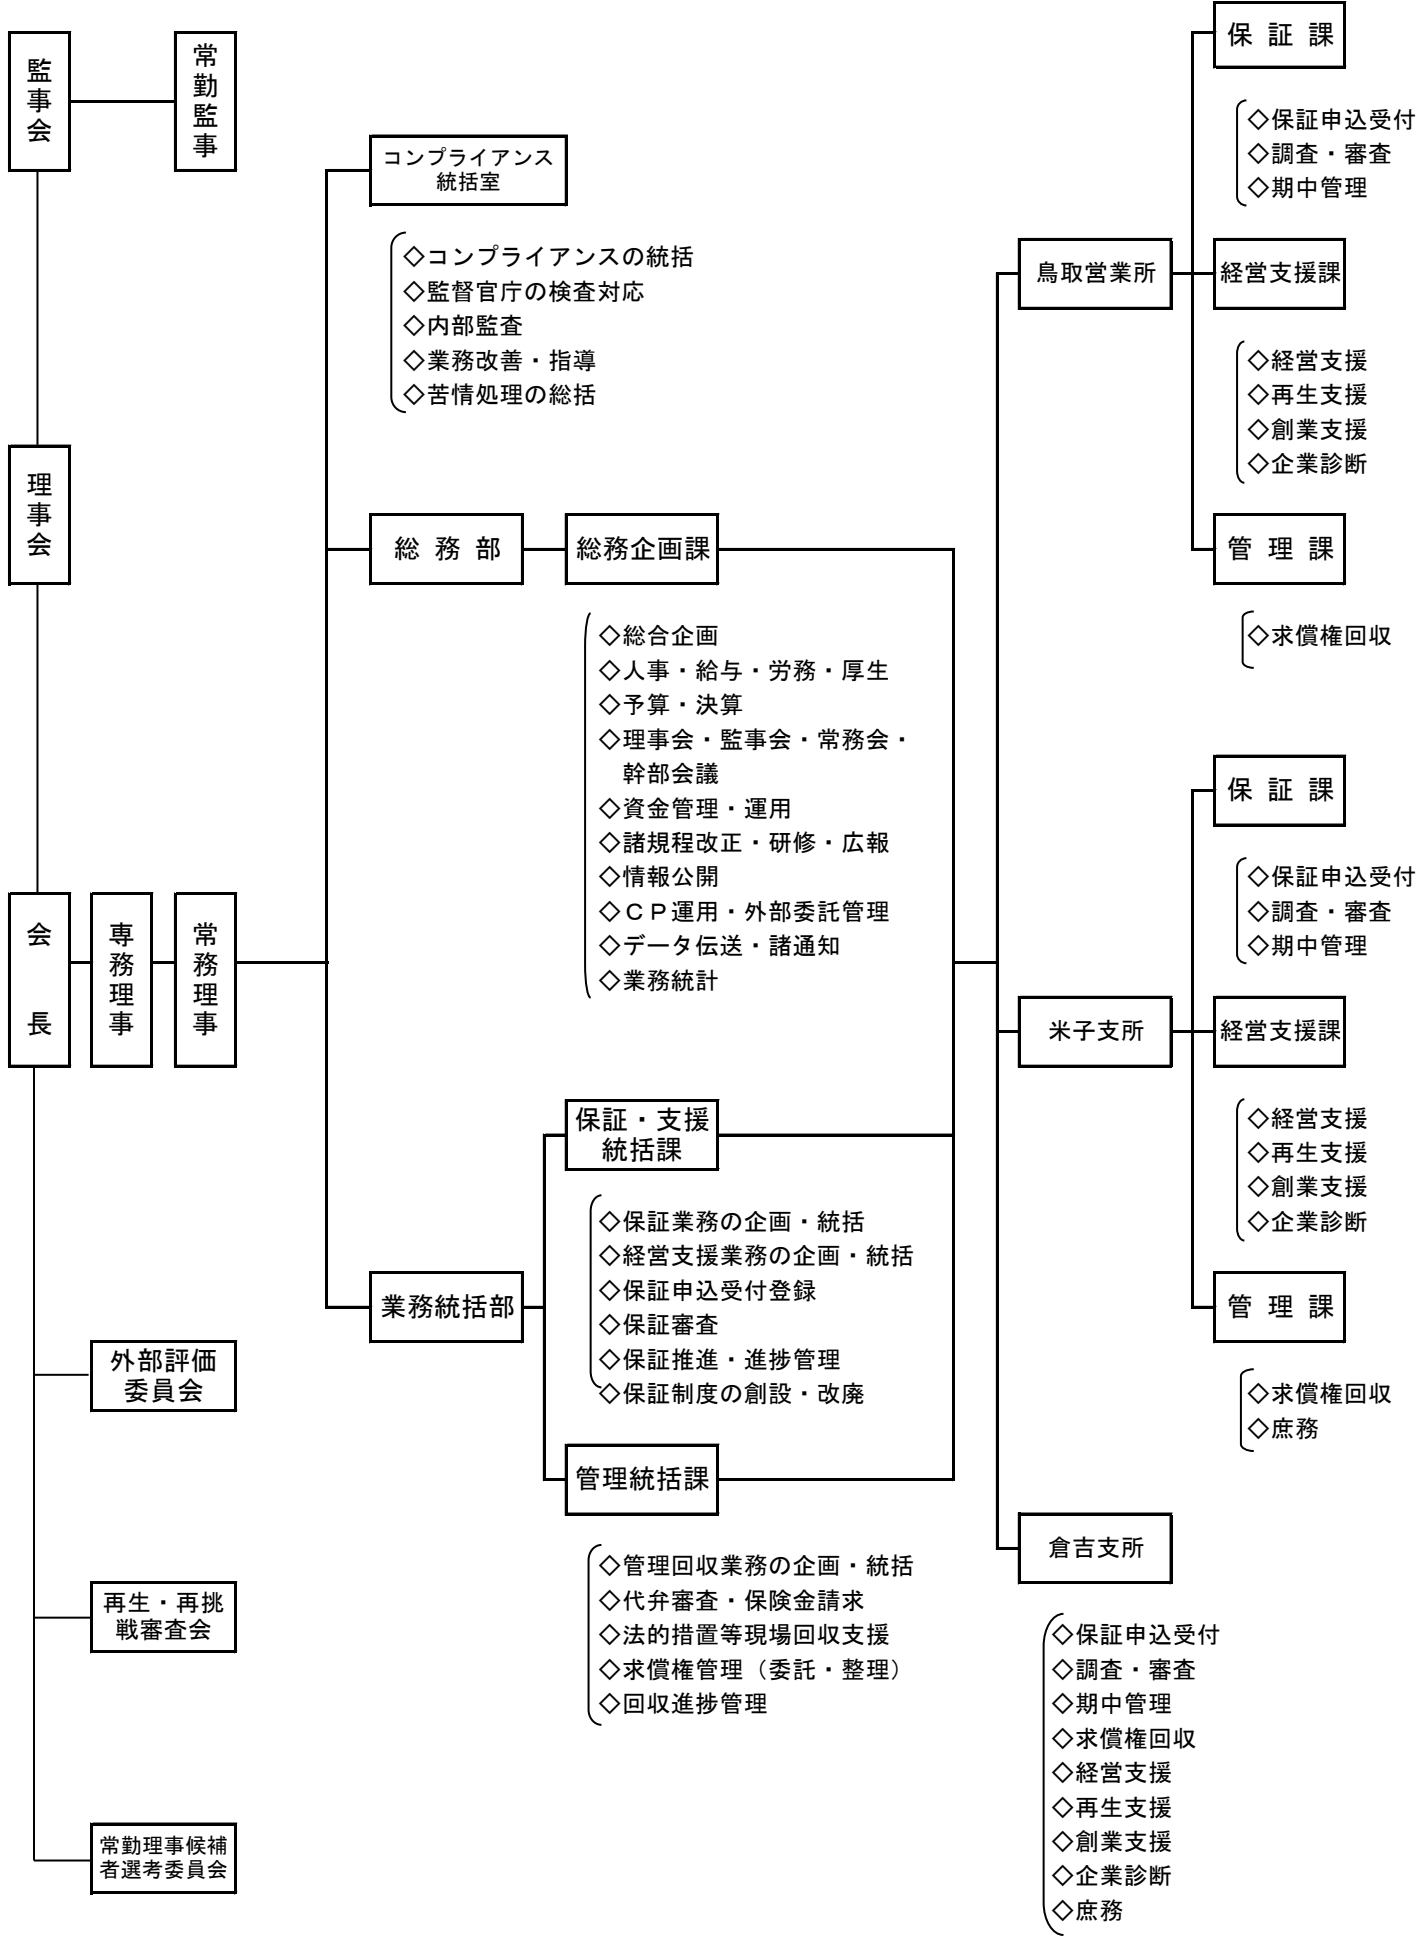 監事会
常勤監事
理事会
会長
専務理事
常務理事
外部評価
委員会
再生・再挑
戦審査会
常勤理事候補
者選考委員会
コンプライアンス
統括室
◇コンプライアンスの統括
◇監督官庁の検査対応
◇内部監査
◇業務改善・指導
◇苦情処理の総括
総務部
総務企画課
◇総合企画
◇人事・給与・労務・厚生
◇予算・決算
◇理事会・監事会・常務会・
幹部会議
◇資金管理・運用
◇諸規程改正・研修・広報
◇情報公開
◇ＣＰ運用・外部委託管理
◇データ伝送・諸通知
◇業務統計
業務統括部
保証・支援
統括課
◇保証業務の企画・統括
◇経営支援業務の企画・統括
◇保証申込受付登録
◇保証審査
◇保証推進・進捗管理
◇保証制度の創設・改廃
管理統括課
◇管理回収業務の企画・統括
◇代弁審査・保険金請求
◇法的措置等現場回収支援
◇求償権管理（委託・整理）
◇回収進捗管理
鳥取営業所
保証課
◇保証申込受付
◇調査・審査
◇期中管理
経営支援課
◇経営支援
◇再生支援
◇創業支援
◇企業診断
管理課
◇求償権回収
米子支所
保証課
◇保証申込受付
◇調査・審査
◇期中管理
経営支援課
◇経営支援
◇再生支援
◇創業支援
◇企業診断
管理課
◇求償権回収
◇庶務
倉吉支所
◇保証申込受付
◇調査・審査
◇期中管理
◇求償権回収
◇経営支援
◇再生支援
◇創業支援
◇企業診断
◇庶務